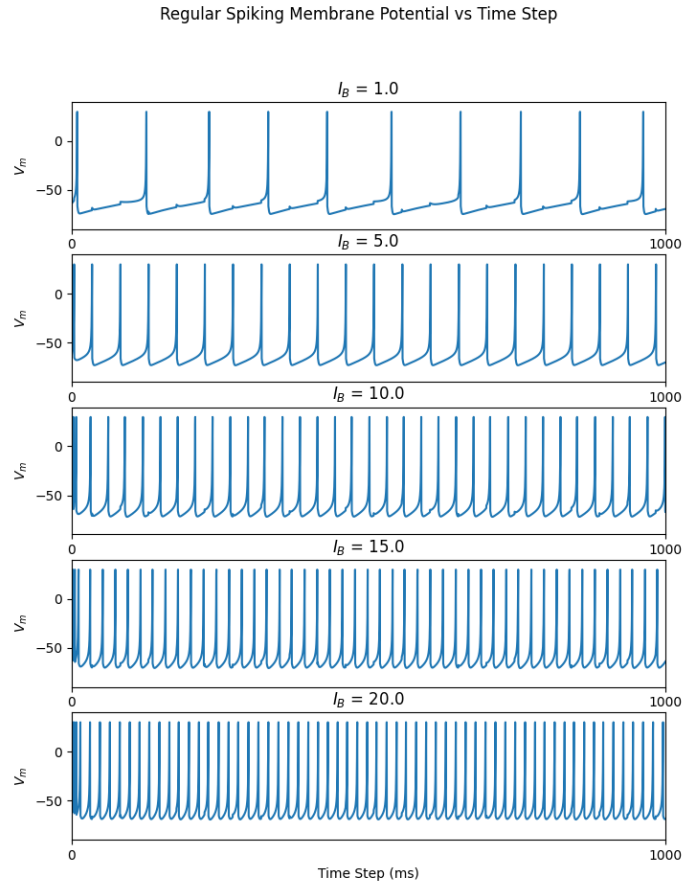 Regular Spiking Membrane Potential vs Time Step
I_B = 1.0
V_m
0
−50
0
1000
I_B = 5.0
V_m
0
−50
0
1000
I_B = 10.0
V_m
0
−50
0
1000
I_B = 15.0
V_m
0
−50
0
1000
I_B = 20.0
V_m
0
−50
0
1000
Time Step (ms)